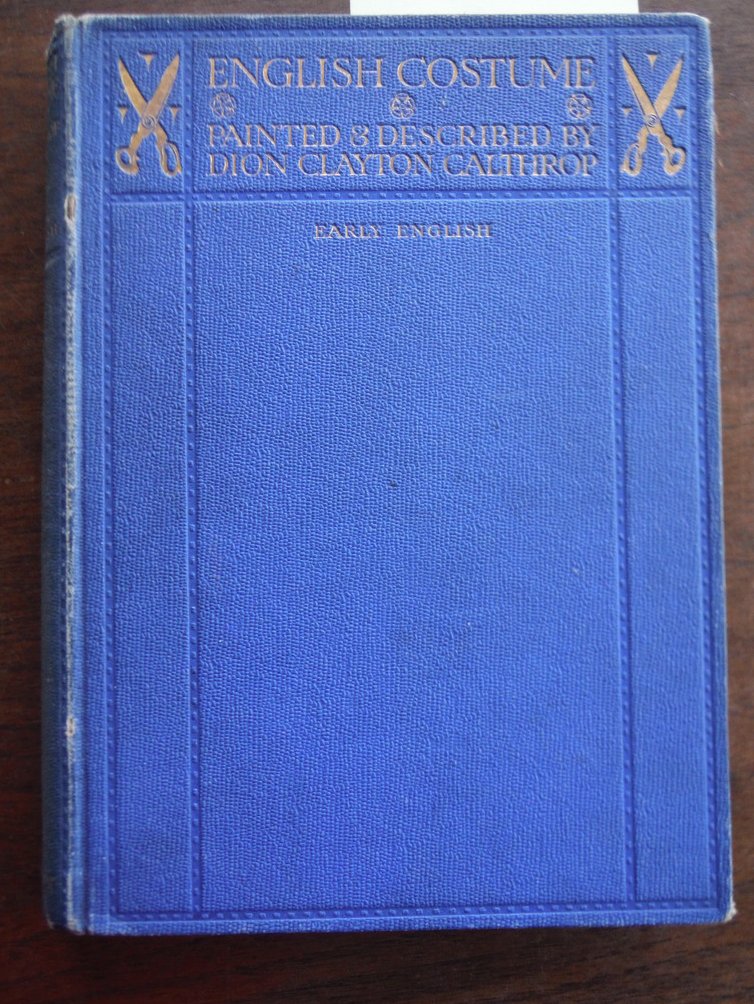 ENGLISH COSTUME
PAINTED & DESCRIBED BY
DION CLAYTON CALTHROP
EARLY ENGLISH